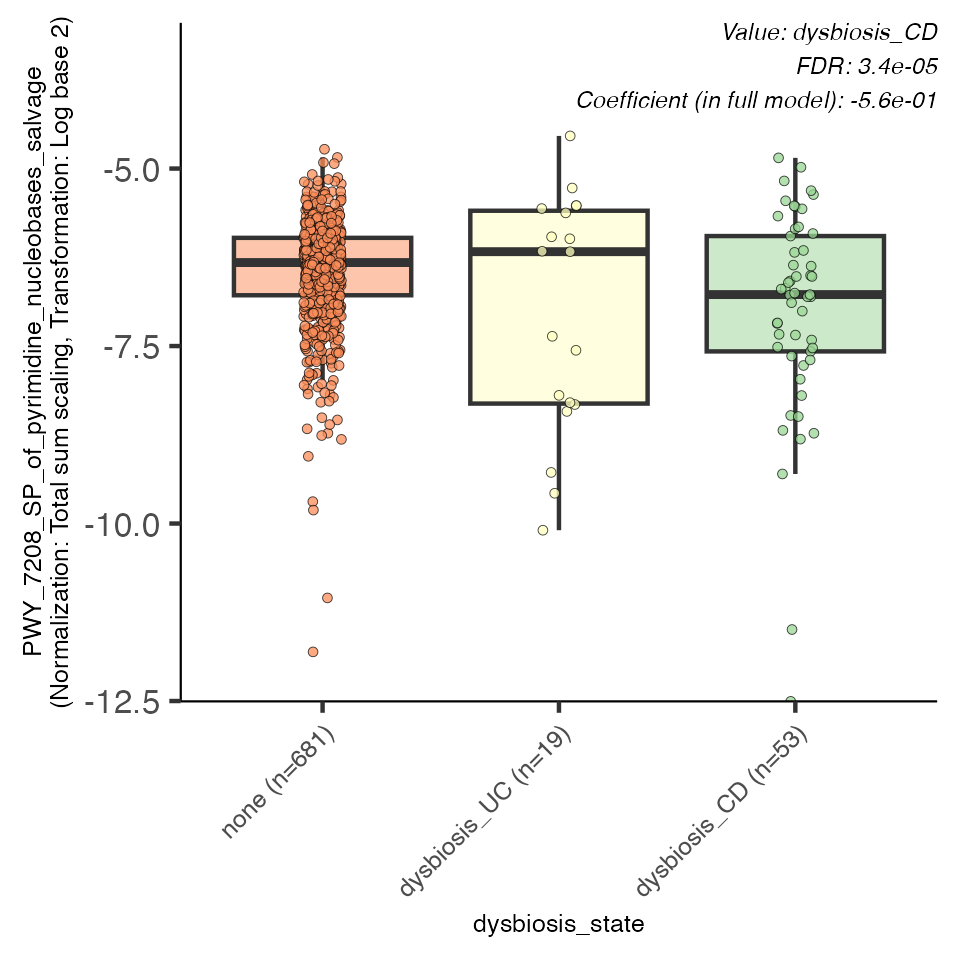 Value: dysbiosis_CD
FDR: 3.4e-05
Coefficient (in full model): -5.6e-01
PWY_7208_SP_of_pyrimidine_nucleobases_salvage
(Normalization: Total sum scaling, Transformation: Log base 2)
-5.0
-7.5
-10.0
-12.5
none (n=681)
dysbiosis_UC (n=19)
dysbiosis_CD (n=53)
dysbiosis_state